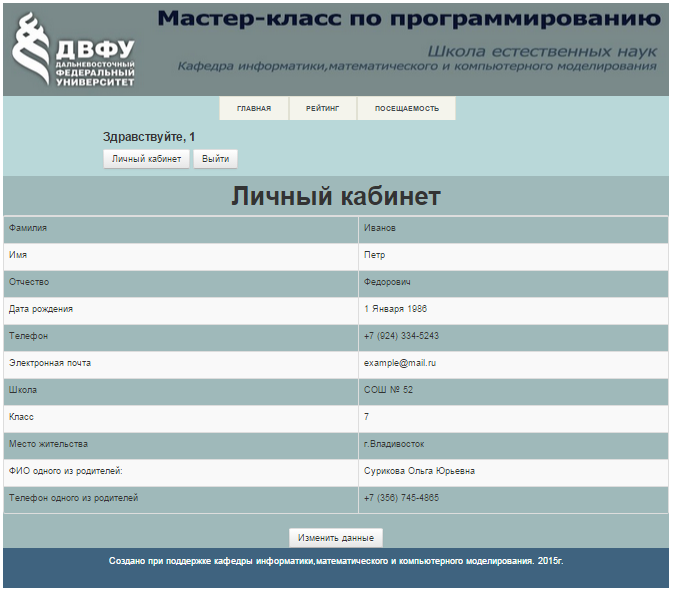 Мастер-класс по программированию
ДВФУ
ДАЛЬНЕВОСТОЧНЫЙ
ФЕДЕРАЛЬНЫЙ
УНИВЕРСИТЕТ
Школа естественных наук
Кафедра информатики,математического и компьютерного моделирования
ГЛАВНАЯ РЕЙТИНГ ПОСЕЩАЕМОСТЬ
Здравствуйте, 1
Личный кабинет Выйти
Личный кабинет
Фамилия Иванов
Имя Петр
Отчество Федорович
Дата рождения 1 Января 1986
Телефон +7 (924) 334-5243
Электронная почта example@mail.ru
Школа СОШ № 52
Класс 7
Место жительства г.Владивосток
ФИО одного из родителей: Сурикова Ольга Юрьевна
Телефон одного из родителей +7 (356) 745-4865
Изменить данные
Создано при поддержке кафедры информатики,математического и компьютерного моделирования. 2015г.